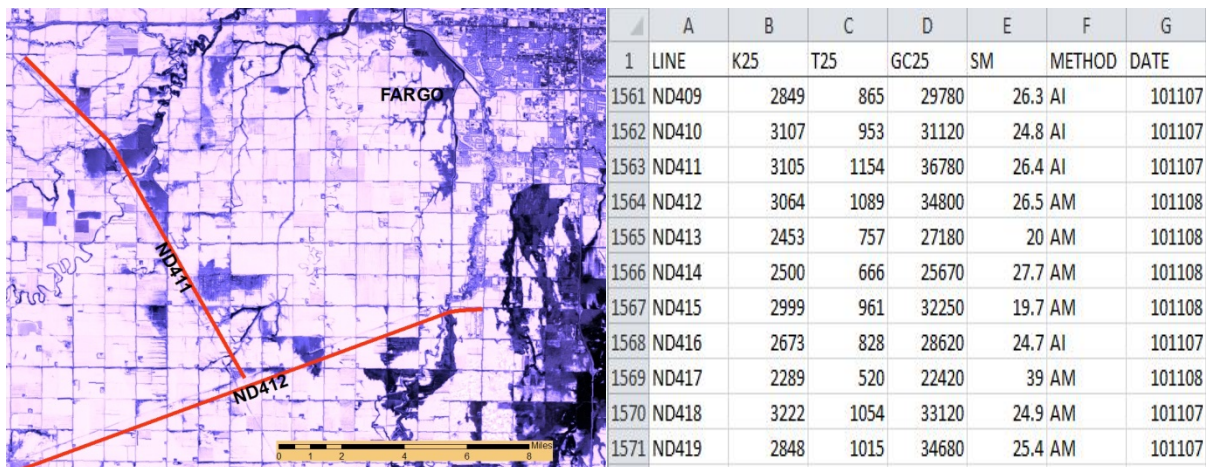 FARGO
ND411
ND412
Miles
0 1 2 4 6 8
A B C D E F G
1 LINE K25 T25 GC25 SM METHOD DATE
1561 ND409 2849 865 29780 26.3 AI 101107
1562 ND410 3107 953 31120 24.8 AI 101107
1563 ND411 3105 1154 36780 26.4 AI 101107
1564 ND412 3064 1089 34800 26.5 AM 101108
1565 ND413 2453 757 27180 20 AM 101108
1566 ND414 2500 666 25670 27.7 AM 101108
1567 ND415 2999 961 32250 19.7 AM 101108
1568 ND416 2673 828 28620 24.7 AI 101107
1569 ND417 2289 520 22420 39 AM 101108
1570 ND418 3222 1054 33120 24.9 AM 101107
1571 ND419 2848 1015 34680 25.4 AM 101107